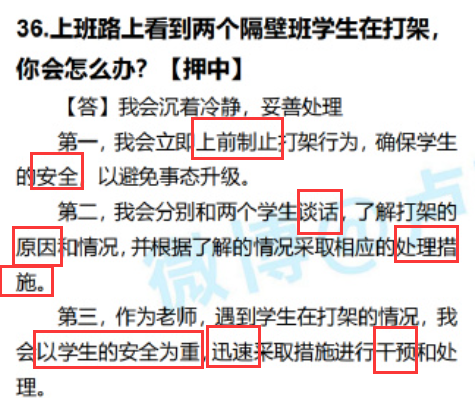 36.上班路上看到两个隔壁班学生在打架，
你会怎么办？【押中】
【答】我会沉着冷静，妥善处理
第一，我会立即上前制止打架行为，确保学生
的安全，以避免事态升级。
第二，我会分别和两个学生谈话，了解打架的
原因和情况，并根据了解的情况采取相应的处理措
施。
第三，作为老师，遇到学生在打架的情况，我
会以学生的安全为重，迅速采取措施进行干预和处
理。
微博@卢